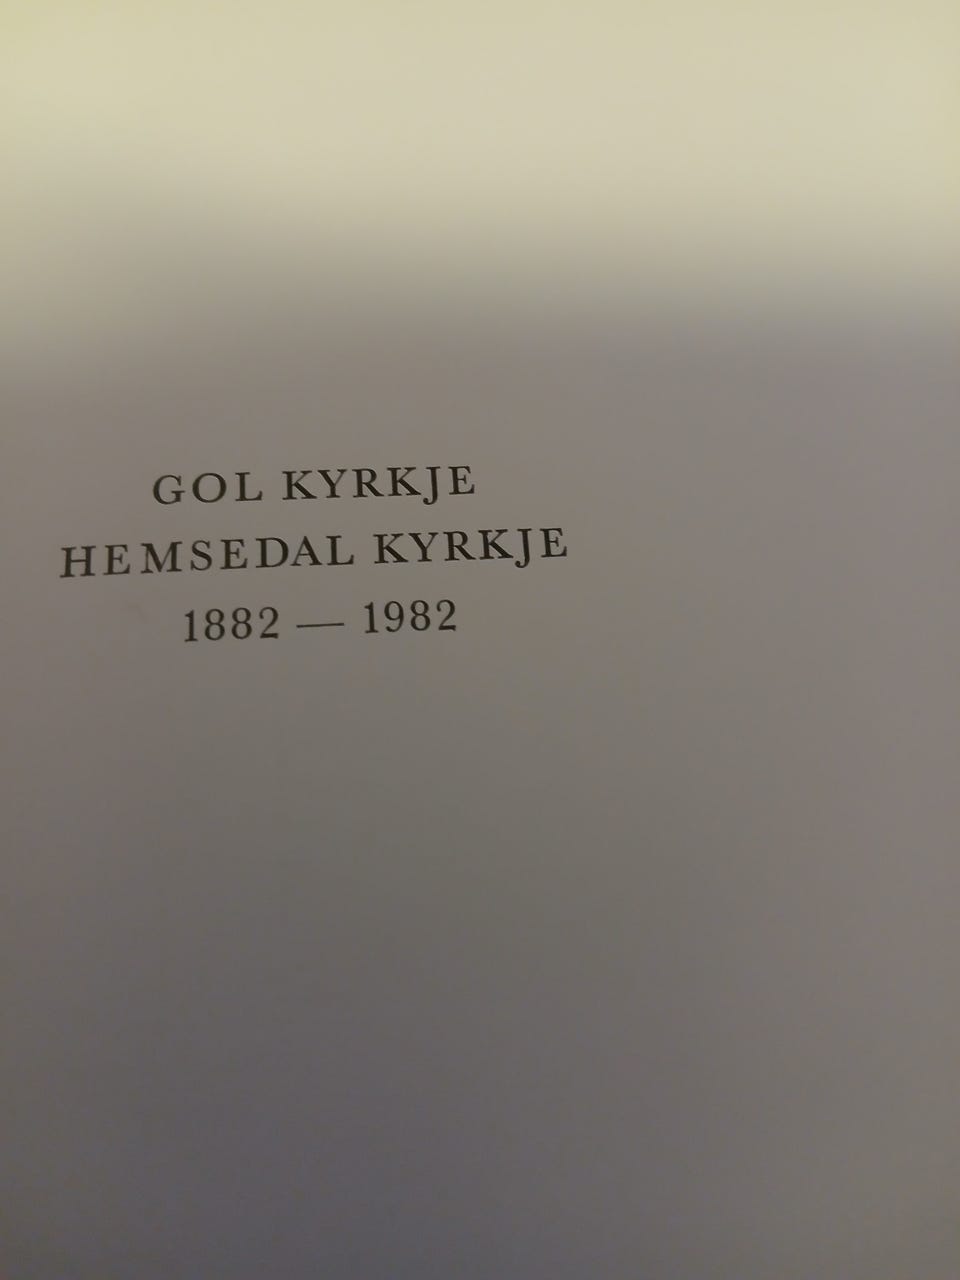 GOL KYRKJE
HEMSEDAL KYRKJE
1882 — 1982